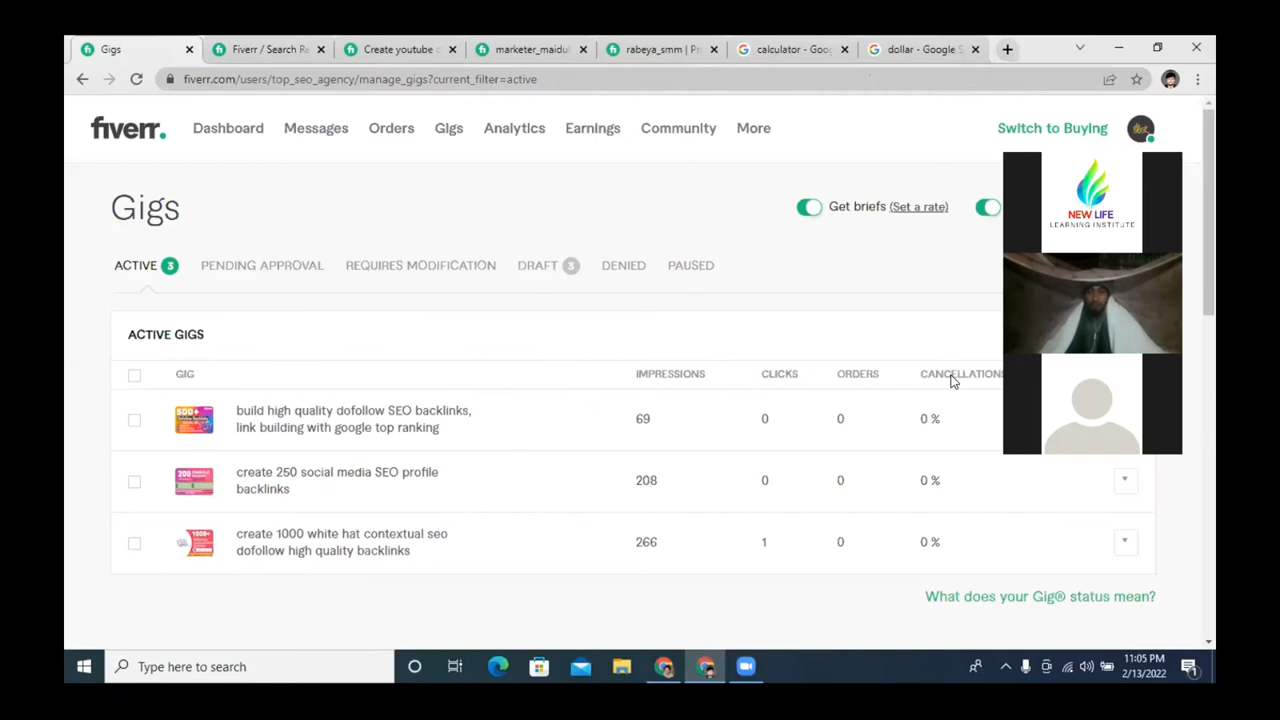 Gigs
Fiverr / Search Re
Create youtube c
marketer_maidul
rabeya_smm | Pr
calculator - Goo
dollar - Google S
fiverr.com/users/top_seo_agency/manage_gigs?current_filter=active
fiverr.
Dashboard
Messages
Orders
Gigs
Analytics
Earnings
Community
More
Switch to Buying
Gigs
Get briefs (Set a rate)
NEW LIFE
LEARNING INSTITUTE
ACTIVE 3
PENDING APPROVAL
REQUIRES MODIFICATION
DRAFT 3
DENIED
PAUSED
ACTIVE GIGS
GIG
IMPRESSIONS
CLICKS
ORDERS
CANCELLATIONS
500+
build high quality dofollow SEO backlinks,
link building with google top ranking
69
0
0
0 %
200
create 250 social media SEO profile
backlinks
208
0
0
0 %
1000+
create 1000 white hat contextual seo
dofollow high quality backlinks
266
1
0
0 %
What does your Gig® status mean?
Type here to search
11:05 PM
2/13/2022
1